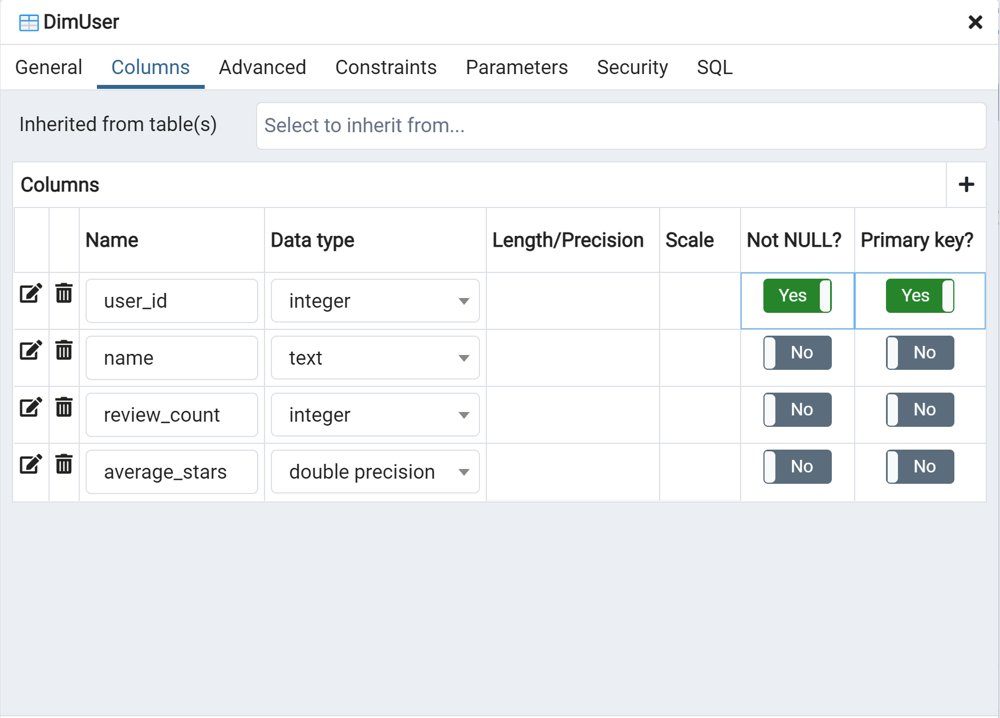 DimUser
General Columns Advanced Constraints Parameters Security SQL
Inherited from table(s) Select to inherit from...
Columns
Name Data type Length/Precision Scale Not NULL? Primary key?
user_id integer Yes Yes
name text No No
review_count integer No No
average_stars double precision No No